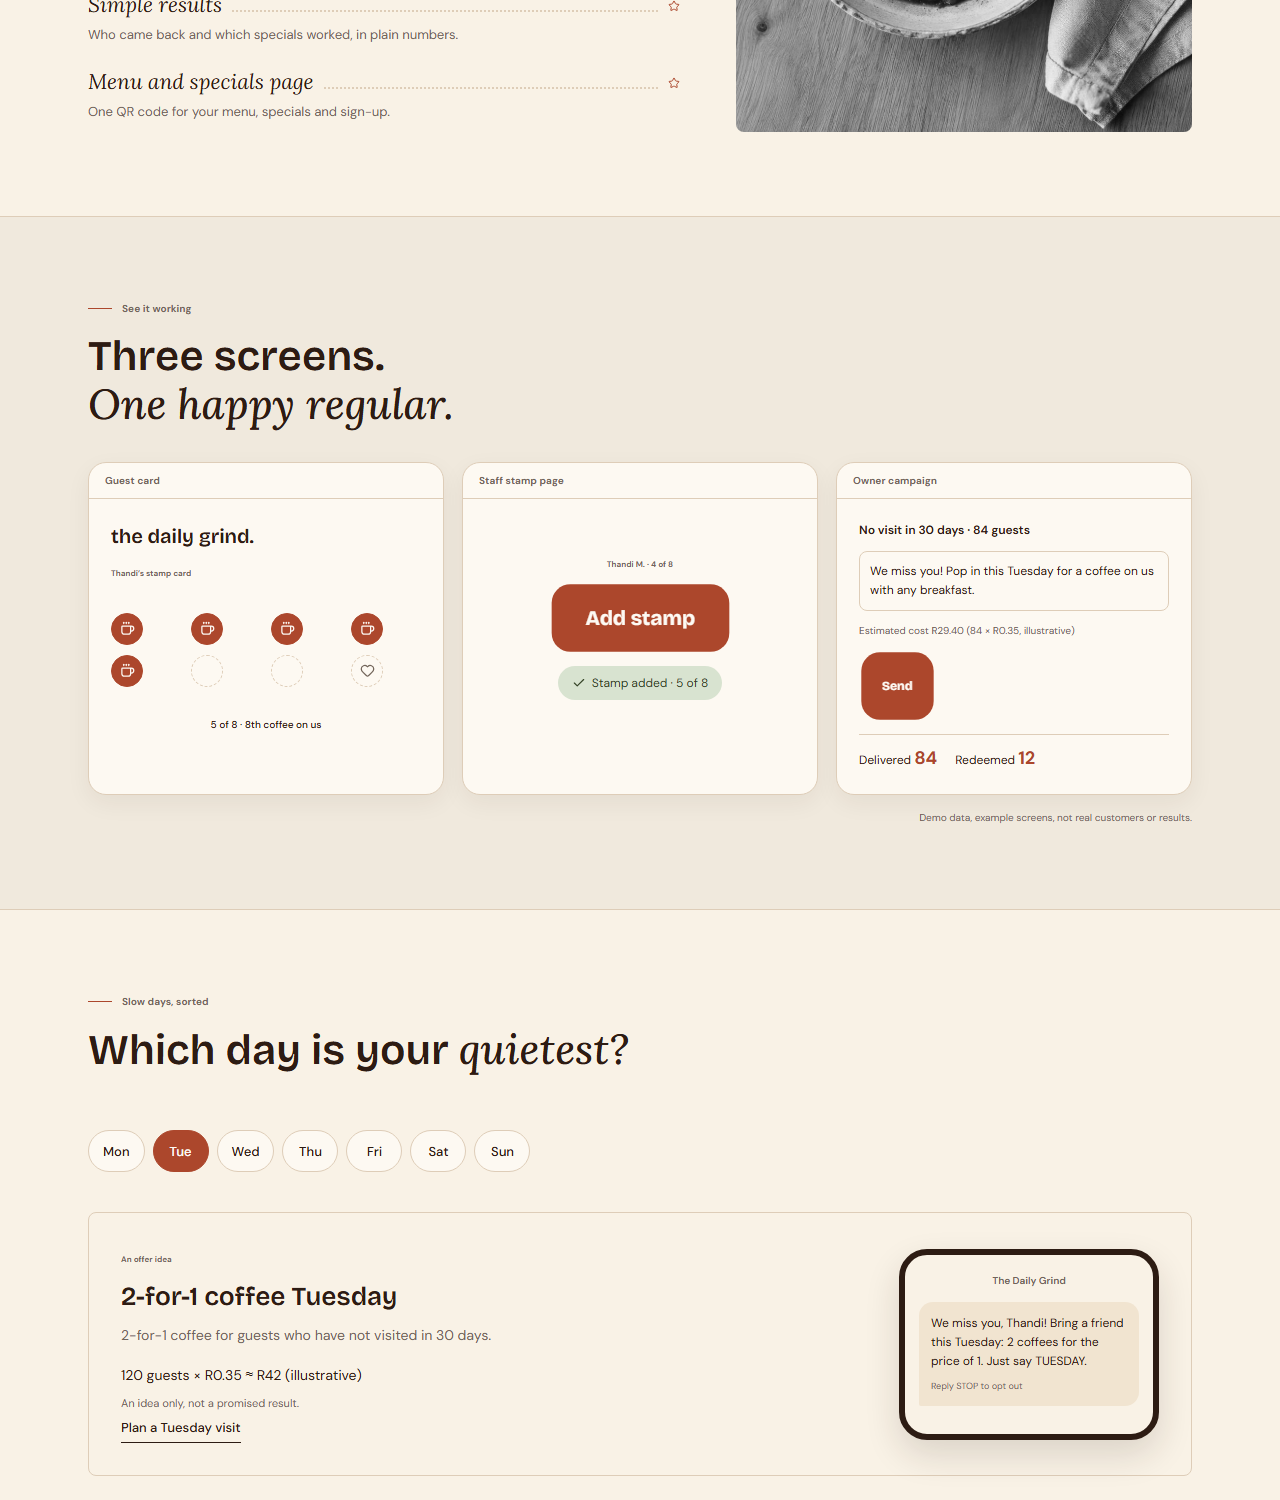 Simple results
Who came back and which specials worked, in plain numbers.
Menu and specials page
One QR code for your menu, specials and sign-up.
See it working
Three screens.
One happy regular.
Guest card
the daily grind.
Thandi's stamp card
5 of 8 · 8th coffee on us
Staff stamp page
Thandi M. · 4 of 8
Add stamp
Stamp added · 5 of 8
Owner campaign
No visit in 30 days · 84 guests
We miss you! Pop in this Tuesday for a coffee on us
with any breakfast.
Estimated cost R29.40 (84 × R0.35, illustrative)
Send
Delivered 84 Redeemed 12
Demo data, example screens, not real customers or results.
Slow days, sorted
Which day is your quietest?
Mon Tue Wed Thu Fri Sat Sun
An offer idea
2-for-1 coffee Tuesday
2-for-1 coffee for guests who have not visited in 30 days.
120 guests × R0.35 ≈ R42 (illustrative)
An idea only, not a promised result.
Plan a Tuesday visit
The Daily Grind
We miss you, Thandi! Bring a friend
this Tuesday: 2 coffees for the
price of 1. Just say TUESDAY.
Reply STOP to opt out